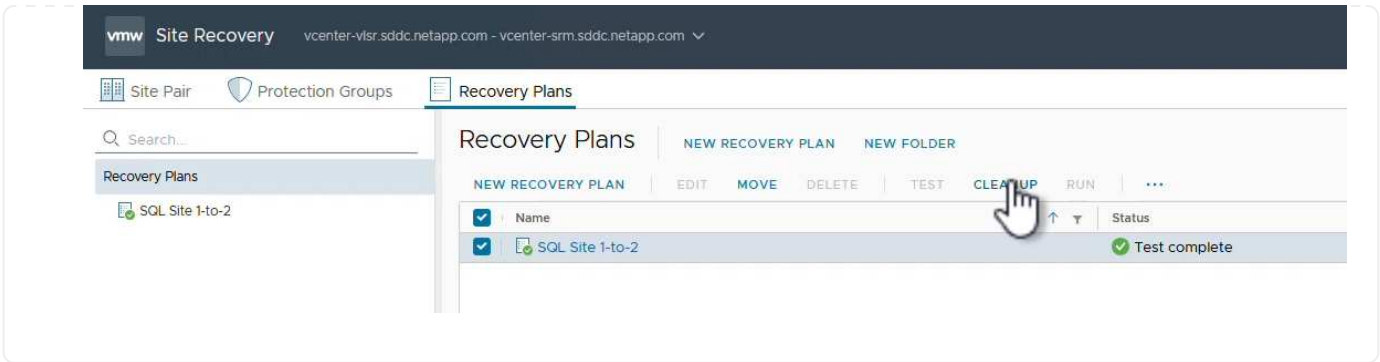 vmw Site Recovery vcenter-vlsr.sddc.netapp.com - vcenter-srm.sddc.netapp.com
Site Pair Protection Groups Recovery Plans
Search...
Recovery Plans NEW RECOVERY PLAN NEW FOLDER
Recovery Plans
NEW RECOVERY PLAN EDIT MOVE DELETE TEST CLEANUP RUN ...
SQL Site 1-to-2
Name Status
SQL Site 1-to-2 Test complete